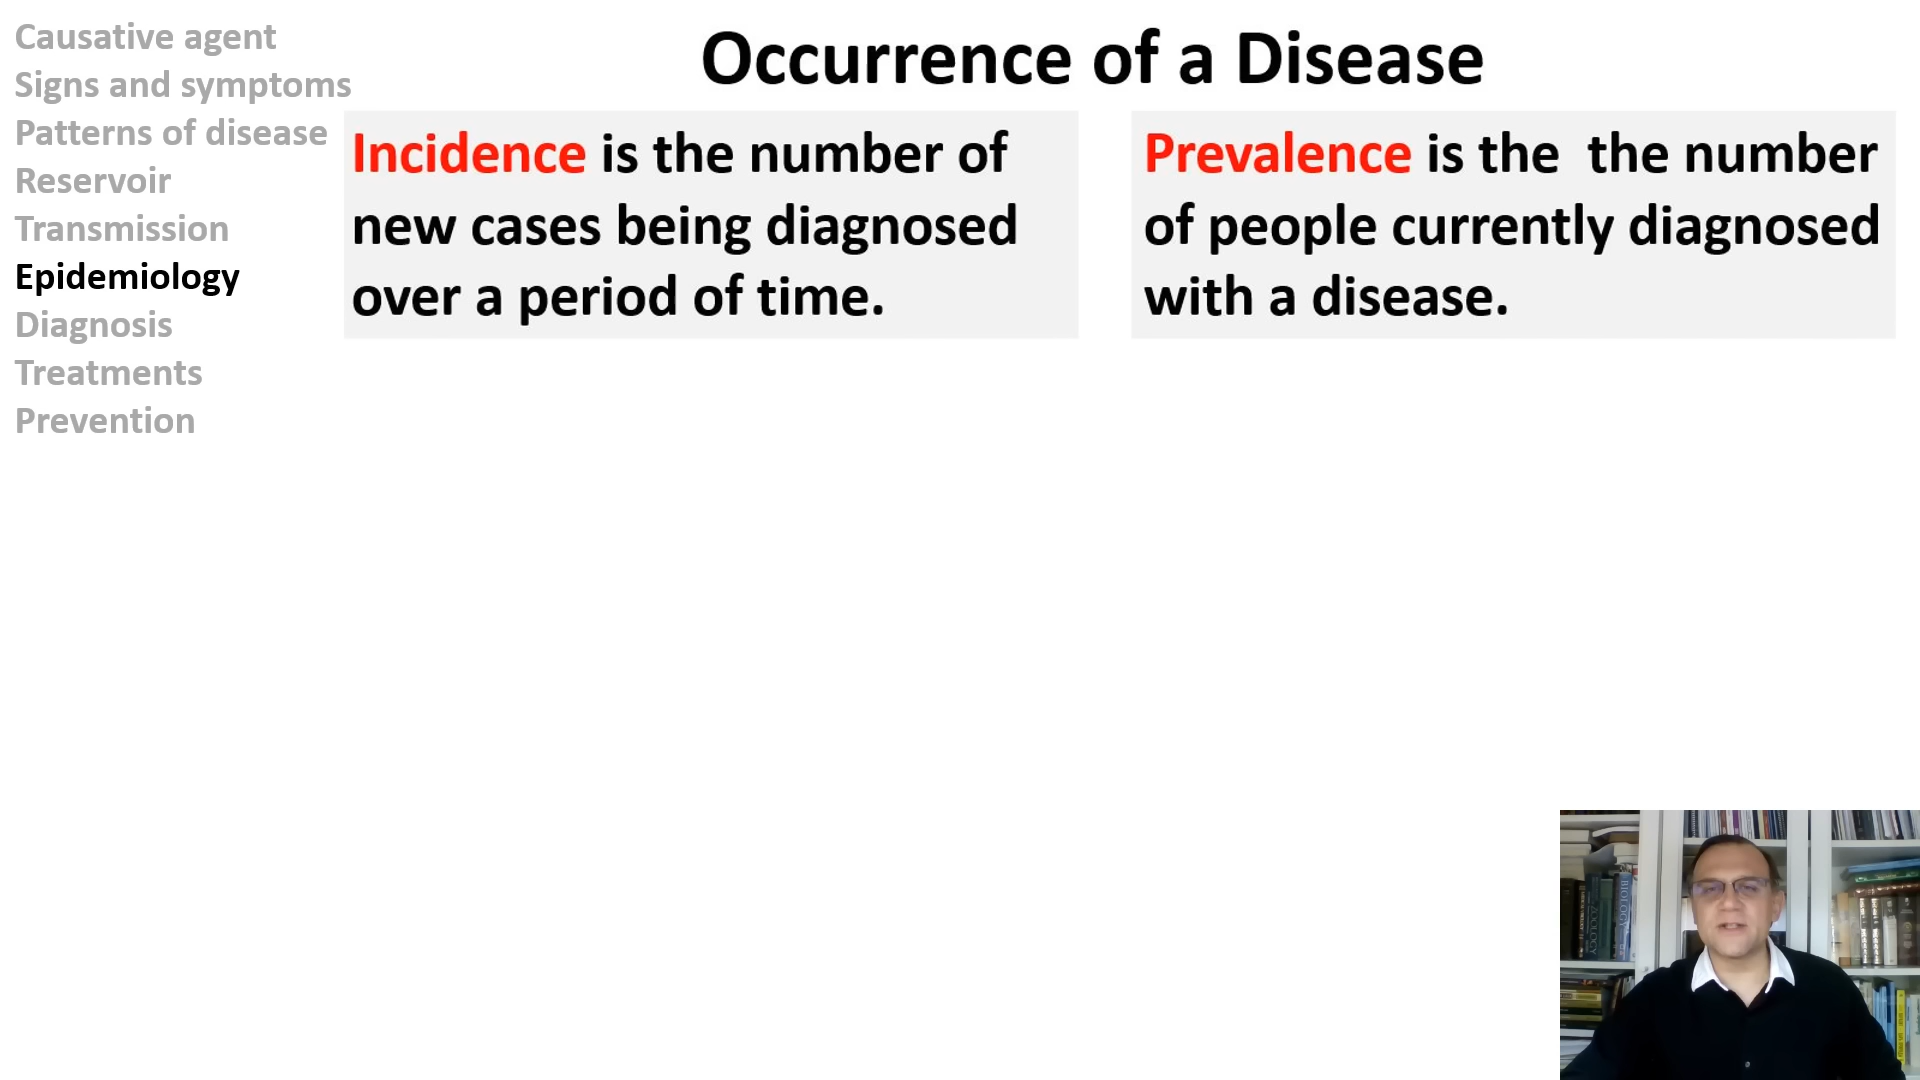 Causative agent
Signs and symptoms
Patterns of disease
Reservoir
Transmission
Epidemiology
Diagnosis
Treatments
Prevention
Occurrence of a Disease
Incidence is the number of
new cases being diagnosed
over a period of time.
Prevalence is the  the number
of people currently diagnosed
with a disease.
ZOOLOGY
BIOLOGY